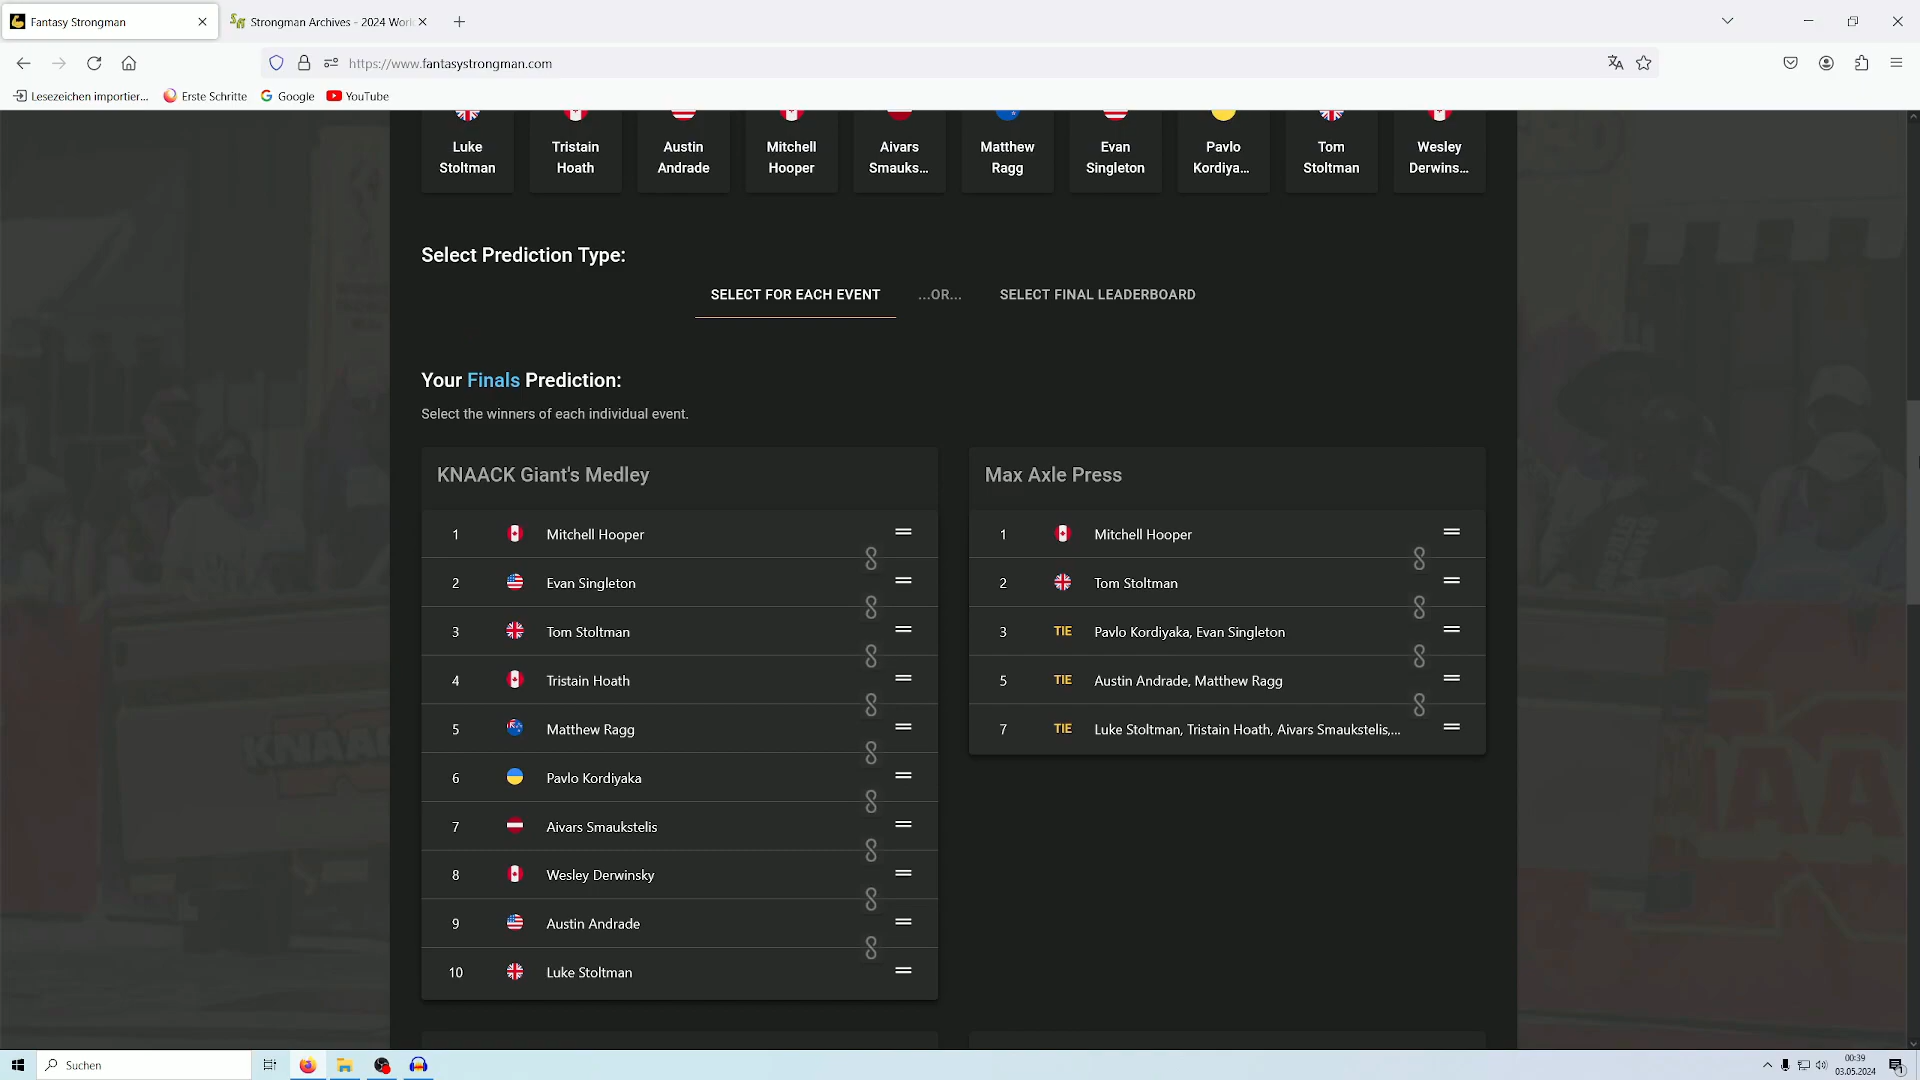 Fantasy Strongman
Strongman Archives - 2024 Worl
https://www.fantasystrongman.com
Lesezeichen importier...
Erste Schritte
Google
YouTube
Luke Stoltman
Tristain Hoath
Austin Andrade
Mitchell Hooper
Aivars Smauks...
Matthew Ragg
Evan Singleton
Pavlo Kordiya...
Tom Stoltman
Wesley Derwins...
Select Prediction Type:
SELECT FOR EACH EVENT
...OR...
SELECT FINAL LEADERBOARD
Your Finals Prediction:
Select the winners of each individual event.
KNAACK Giant's Medley
1 Mitchell Hooper
2 Evan Singleton
3 Tom Stoltman
4 Tristain Hoath
5 Matthew Ragg
6 Pavlo Kordiyaka
7 Aivars Smaukstelis
8 Wesley Derwinsky
9 Austin Andrade
10 Luke Stoltman
Max Axle Press
1 Mitchell Hooper
2 Tom Stoltman
3 TIE Pavlo Kordiyaka, Evan Singleton
5 TIE Austin Andrade, Matthew Ragg
7 TIE Luke Stoltman, Tristain Hoath, Aivars Smaukstelis,...
KNAACK
Suchen
00:39
03.05.2024